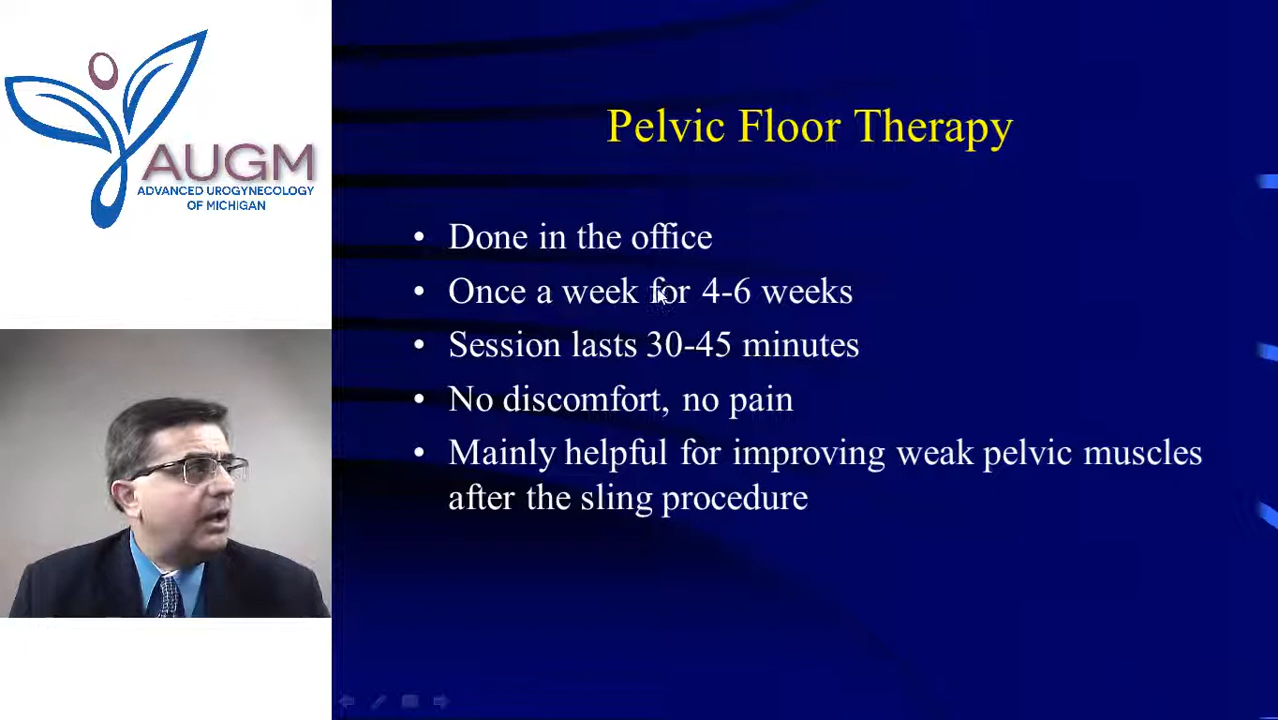 AUGM
ADVANCED UROGYNECOLOGY
OF MICHIGAN
Pelvic Floor Therapy
• Done in the office
• Once a week for 4-6 weeks
• Session lasts 30-45 minutes
• No discomfort, no pain
• Mainly helpful for improving weak pelvic muscles
after the sling procedure